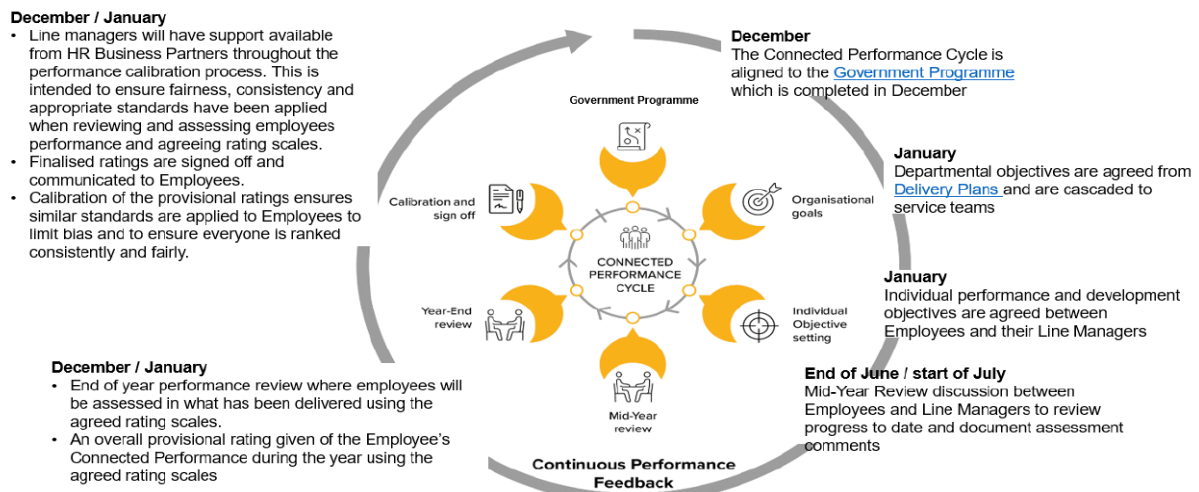 December / January
• Line managers will have support available
from HR Business Partners throughout the
performance calibration process. This is
intended to ensure fairness, consistency and
appropriate standards have been applied
when reviewing and assessing employees
performance and agreeing rating scales.
• Finalised ratings are signed off and
communicated to Employees.
• Calibration of the provisional ratings ensures
similar standards are applied to Employees to
limit bias and to ensure everyone is ranked
consistently and fairly.
December
The Connected Performance Cycle is
aligned to the Government Programme
which is completed in December
Government Programme
January
Departmental objectives are agreed from
Delivery Plans and are cascaded to
service teams
Calibration and
sign off
Organisational
goals
CONNECTED
PERFORMANCE
CYCLE
January
Individual performance and development
objectives are agreed between
Employees and their Line Managers
Year-End
review
Individual
Objective
setting
December / January
• End of year performance review where employees will
be assessed in what has been delivered using the
agreed rating scales.
• An overall provisional rating given of the Employee's
Connected Performance during the year using the
agreed rating scales
End of June / start of July
Mid-Year Review discussion between
Employees and Line Managers to review
progress to date and document assessment
comments
Mid-Year
review
Continuous Performance
Feedback